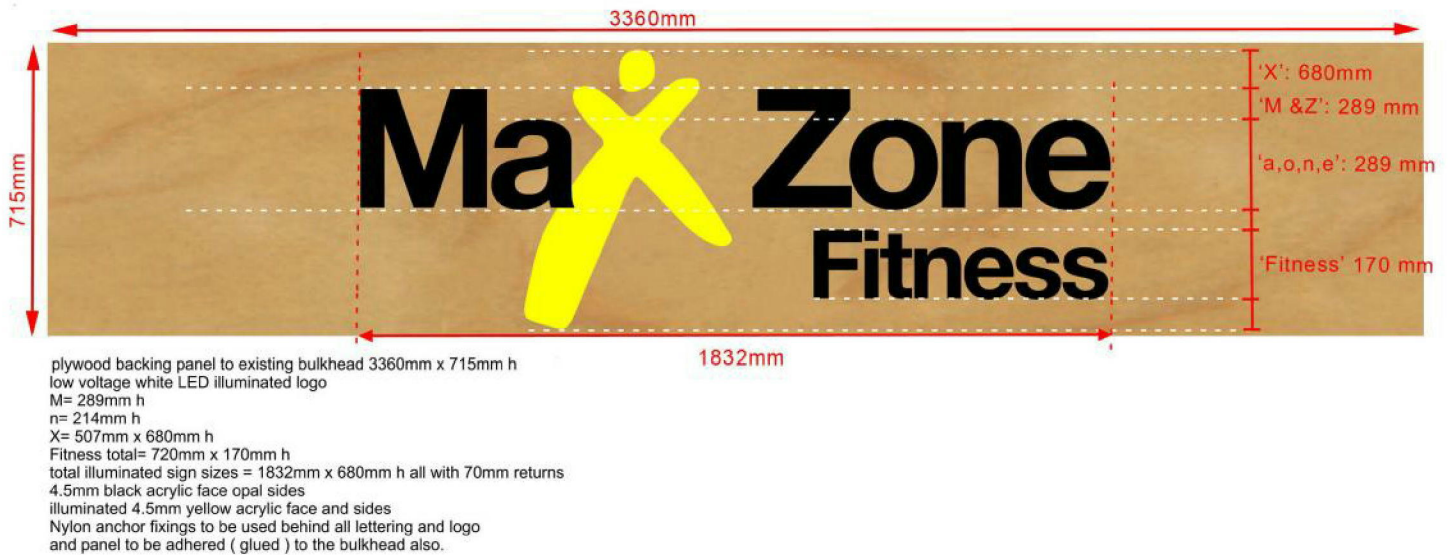 3360mm
715mm
MaX Zone
Fitness
'X': 680mm
'M &Z': 289 mm
'a,o,n,e': 289 mm
'Fitness' 170 mm
1832mm
plywood backing panel to existing bulkhead 3360mm x 715mm h
low voltage white LED illuminated logo
M= 289mm h
n= 214mm h
X= 507mm x 680mm h
Fitness total= 720mm x 170mm h
total illuminated sign sizes = 1832mm x 680mm h all with 70mm returns
4.5mm black acrylic face opal sides
illuminated 4.5mm yellow acrylic face and sides
Nylon anchor fixings to be used behind all lettering and logo
and panel to be adhered ( glued ) to the bulkhead also.